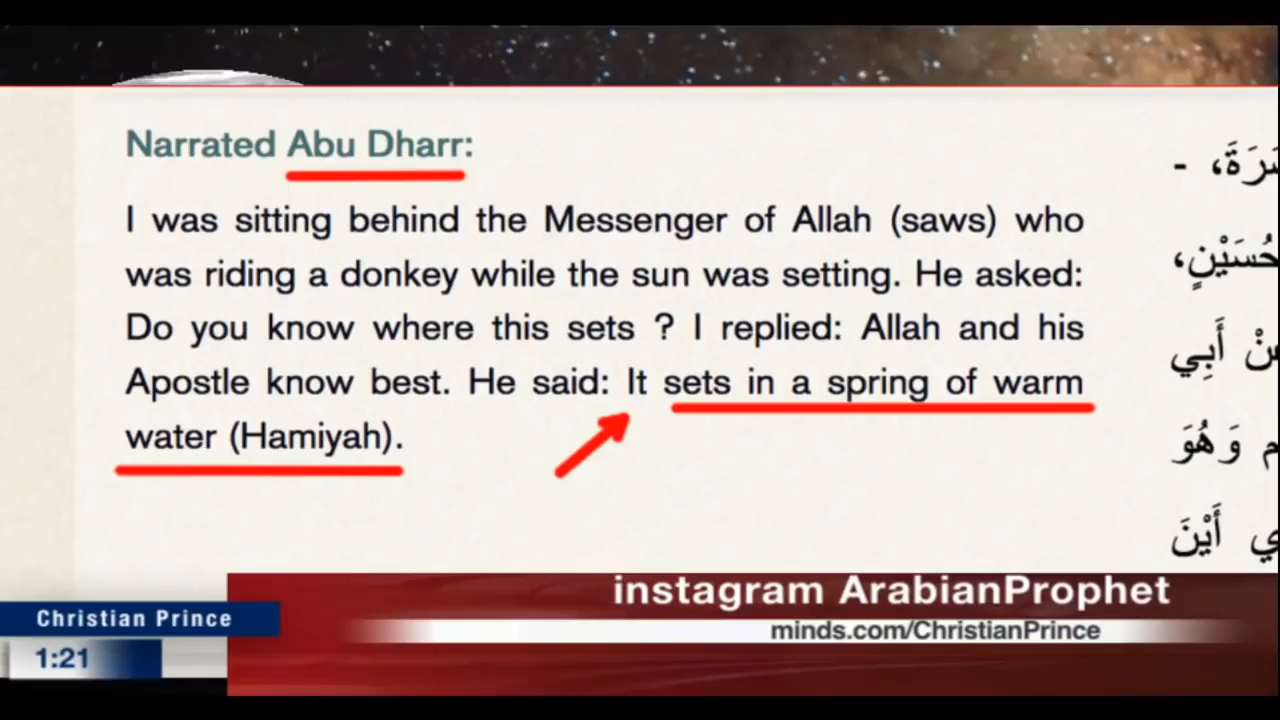 Narrated Abu Dharr:
I was sitting behind the Messenger of Allah (saws) who
was riding a donkey while the sun was setting. He asked:
Do you know where this sets ? I replied: Allah and his
Apostle know best. He said: It sets in a spring of warm
water (Hamiyah).
سَرَةَ، -
حُسَيْنٍ،
أَبِي
م وَهُوَ
أَيْنَ
instagram ArabianProphet
Christian Prince
minds.com/ChristianPrince
1:21